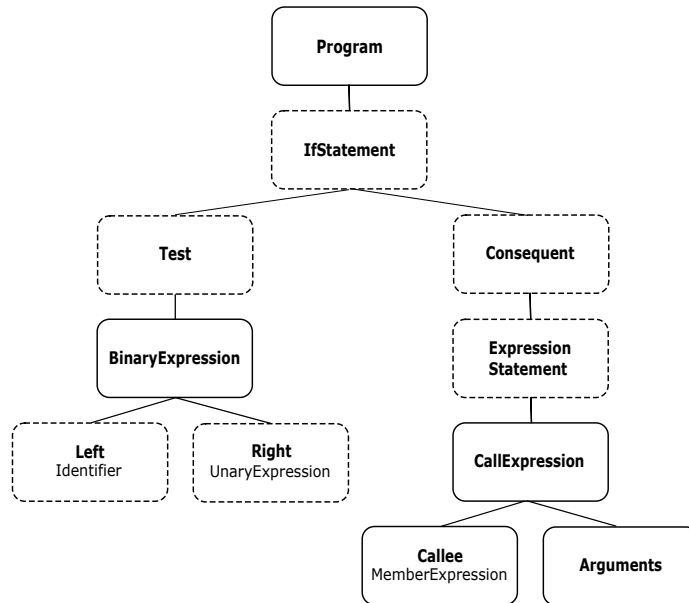 Program
IfStatement
Test
Consequent
BinaryExpression
Expression
Statement
Left
Identifier
Right
UnaryExpression
CallExpression
Callee
MemberExpression
Arguments